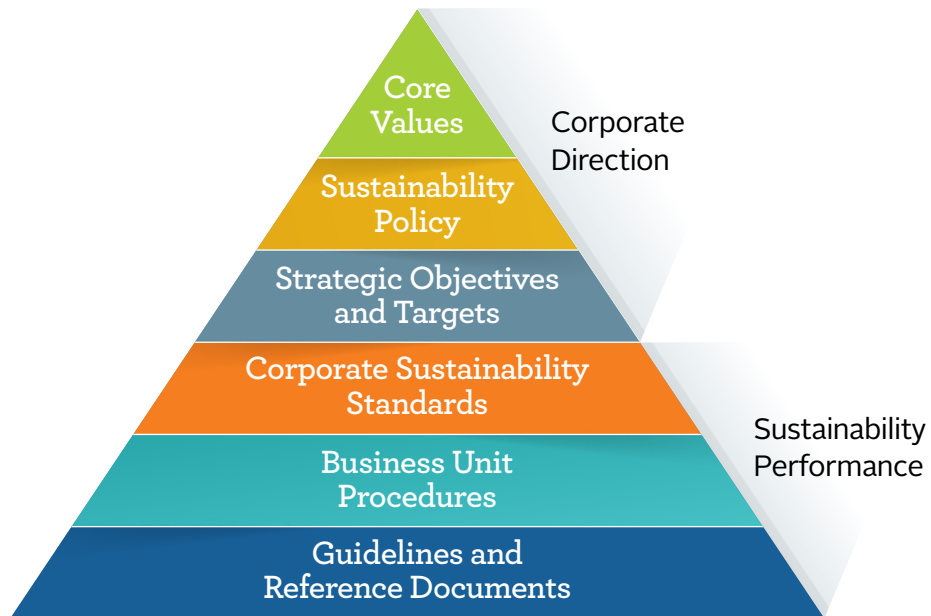 Core
Values
Corporate
Direction
Sustainability
Policy
Strategic Objectives
and Targets
Corporate Sustainability
Standards
Sustainability
Performance
Business Unit
Procedures
Guidelines and
Reference Documents